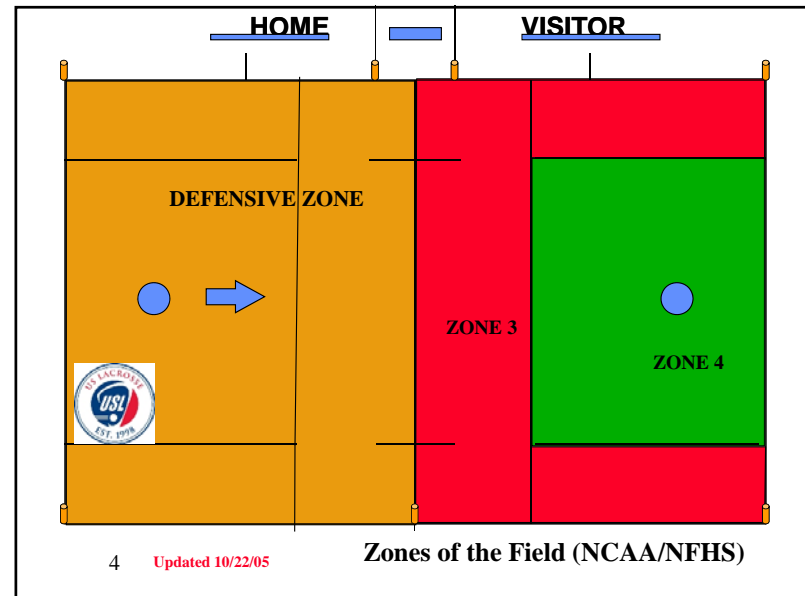 HOME VISITOR
DEFENSIVE ZONE
ZONE 3
ZONE 4
US LACROSSE
USL
EST. 1998
4 Updated 10/22/05 Zones of the Field (NCAA/NFHS)